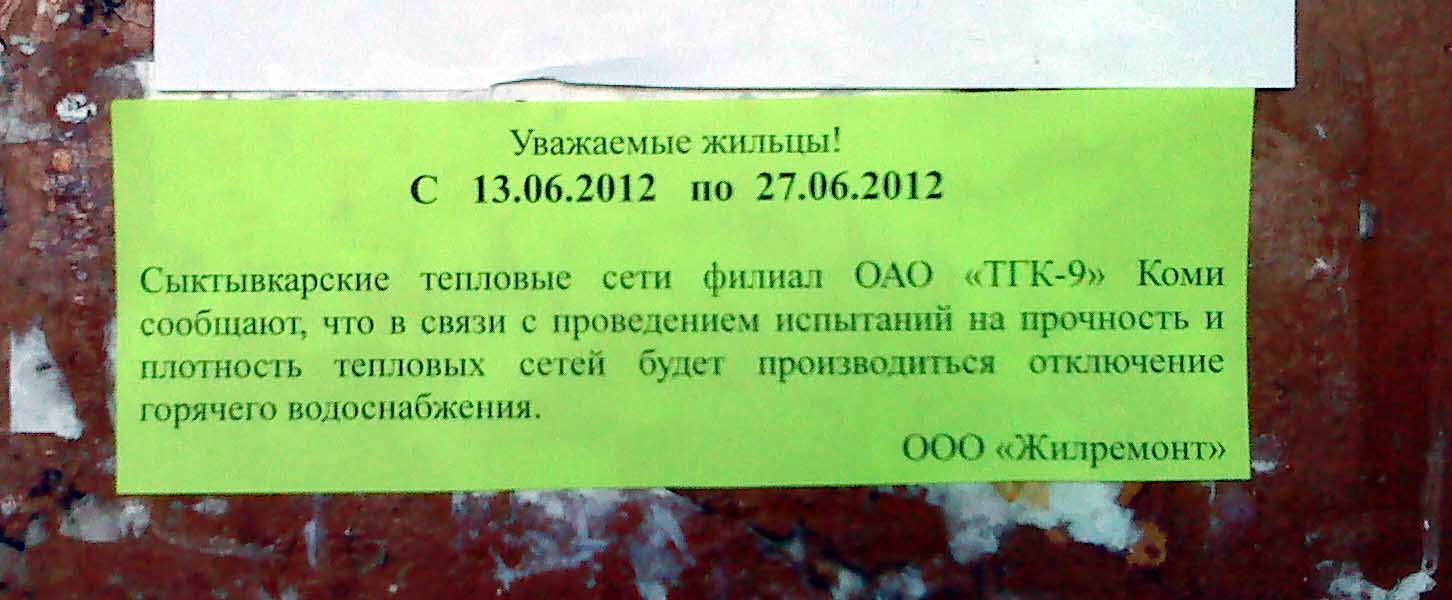 Уважаемые жильцы!
С 13.06.2012 по 27.06.2012
Сыктывкарские тепловые сети филиал ОАО «ТГК-9» Коми
сообщают, что в связи с проведением испытаний на прочность и
плотность тепловых сетей будет производиться отключение
горячего водоснабжения.
ООО «Жилремонт»